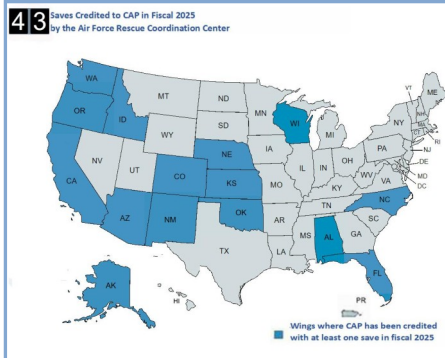 43 Saves Credited to CAP in Fiscal 2025
by the Air Force Rescue Coordination Center
WA
MT
ND
MN
VT
ME
OR
ID
SD
WI
MI
NY
NH
MA
CT
RI
WY
IA
PA
NJ
NV
NE
IL
IN
OH
DE
UT
CO
KS
MO
WV
VA
MD
DC
CA
KY
AZ
NM
OK
AR
TN
NC
SC
MS
AL
GA
TX
LA
FL
AK
HI
PR
Wings where CAP has been credited
with at least one save in fiscal 2025